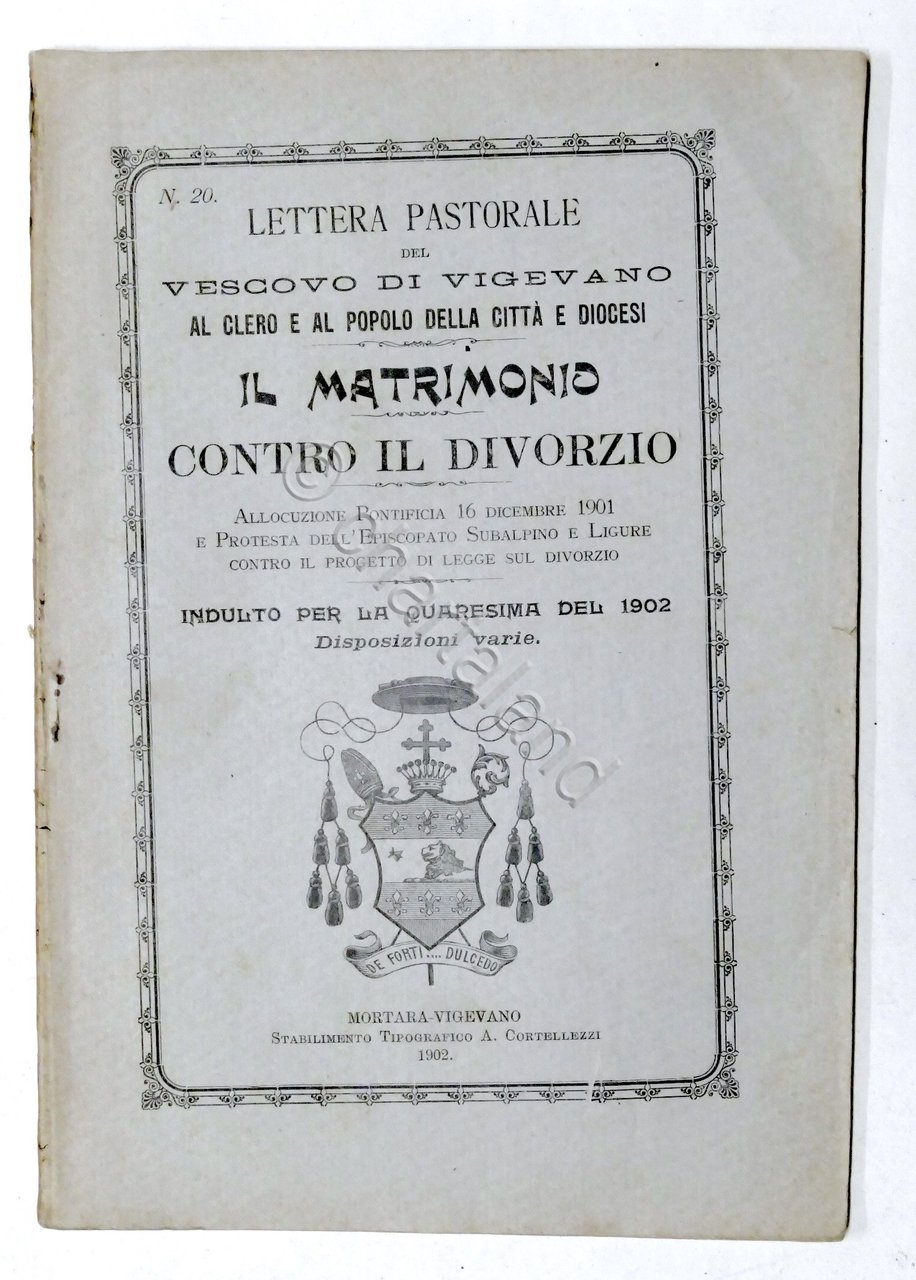 N. 20.
LETTERA PASTORALE
DEL
VESCOVO DI VIGEVANO
AL CLERO E AL POPOLO DELLA CITTÀ E DIOCESI
IL MATRIMONIO
CONTRO IL DIVORZIO
ALLOCUZIONE PONTIFICIA 16 DICEMBRE 1901
E PROTESTA DELL'EPISCOPATO SUBALPINO E LIGURE
CONTRO IL PROGETTO DI LEGGE SUL DIVORZIO
INDULTO PER LA QUARESIMA DEL 1902
Disposizioni varie.
DE FORTI .... DULCEDO
MORTARA-VIGEVANO
STABILIMENTO TIPOGRAFICO A. CORTELLEZZI
1902.
© chartaland